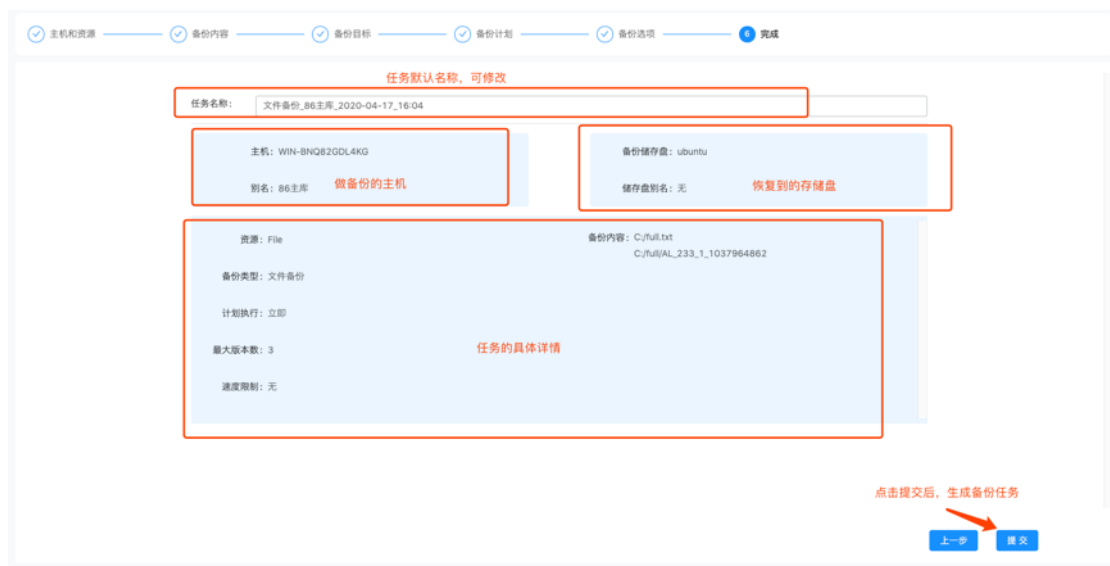 主机和资源 备份内容 备份目标 备份计划 备份选项 6 完成
任务默认名称，可修改
任务名称： 文件备份_86主库_2020-04-17_16:04
主机：WIN-BNQ82GDL4KG
别名：86主库
做备份的主机
备份储存盘：ubuntu
储存盘别名：无
恢复到的存储盘
资源：File
备份类型：文件备份
计划执行：立即
最大版本数：3
速度限制：无
备份内容：C:/full.txt
C:/full/AL_233_1_1037964862
任务的具体详情
点击提交后，生成备份任务
上一步 提 交